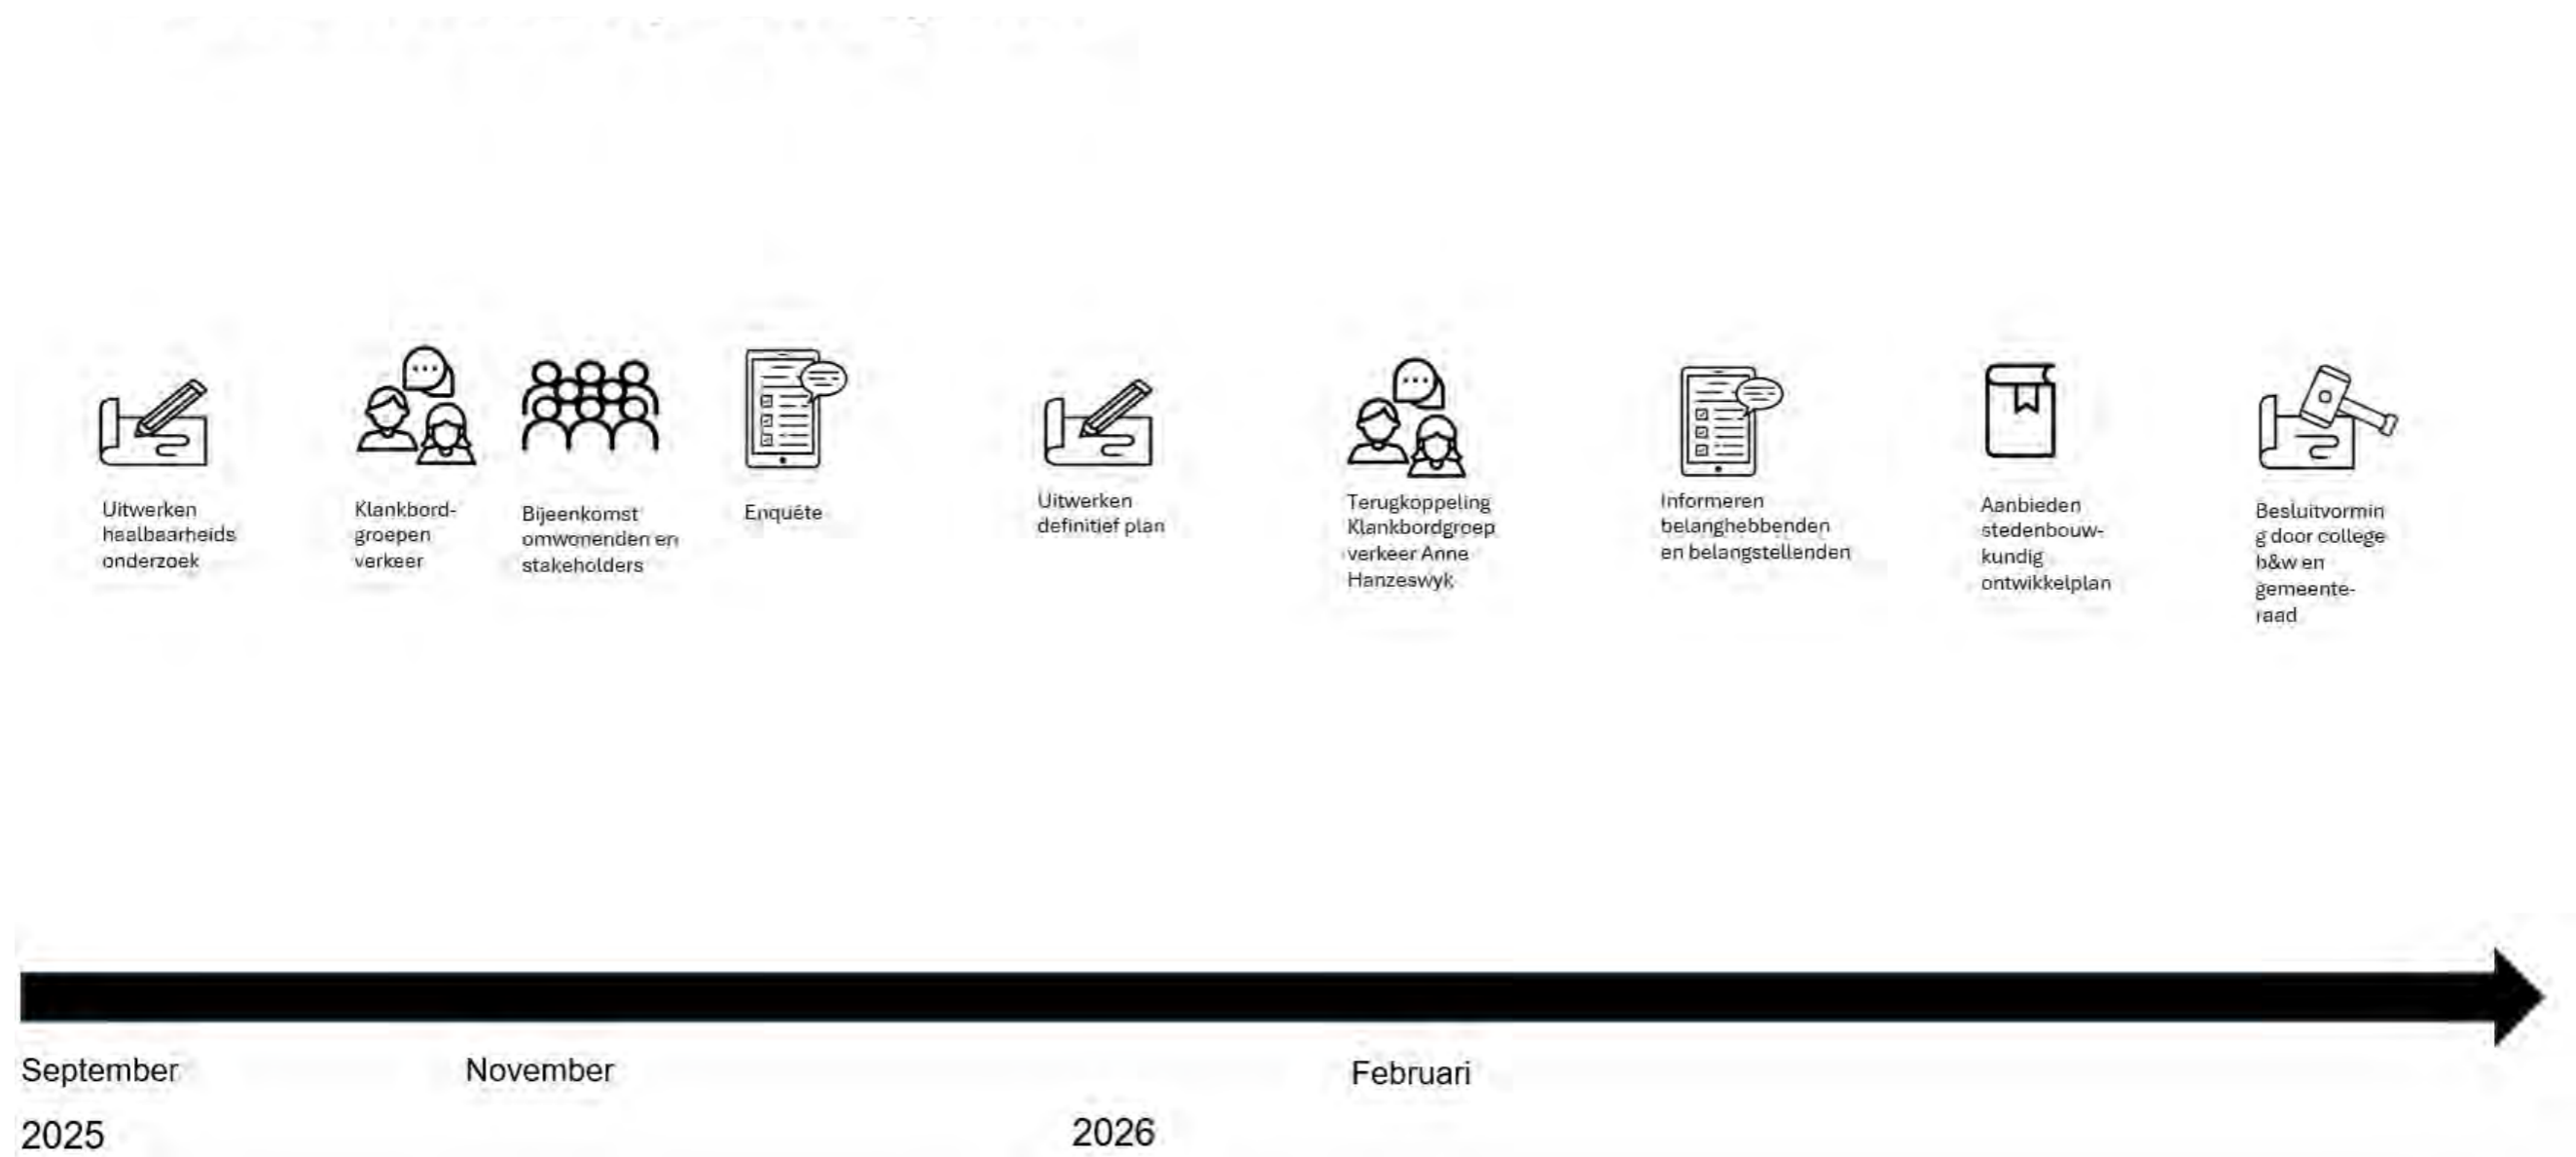 Uitwerken
haalbaarheids
onderzoek
Klankbord-
groepen
verkeer
Bijeenkomst
omwonenden en
stakeholders
Enquête
Uitwerken
definitief plan
Terugkoppeling
Klankbordgroep
verkeer Anne
Hanzeswyk
Informeren
belanghebbenden
en belangstellenden
Aanbieden
stedenbouw-
kundig
ontwikkelplan
Besluitvormin
g door college
b&w en
gemeente-
raad
September
November
Februari
2025
2026